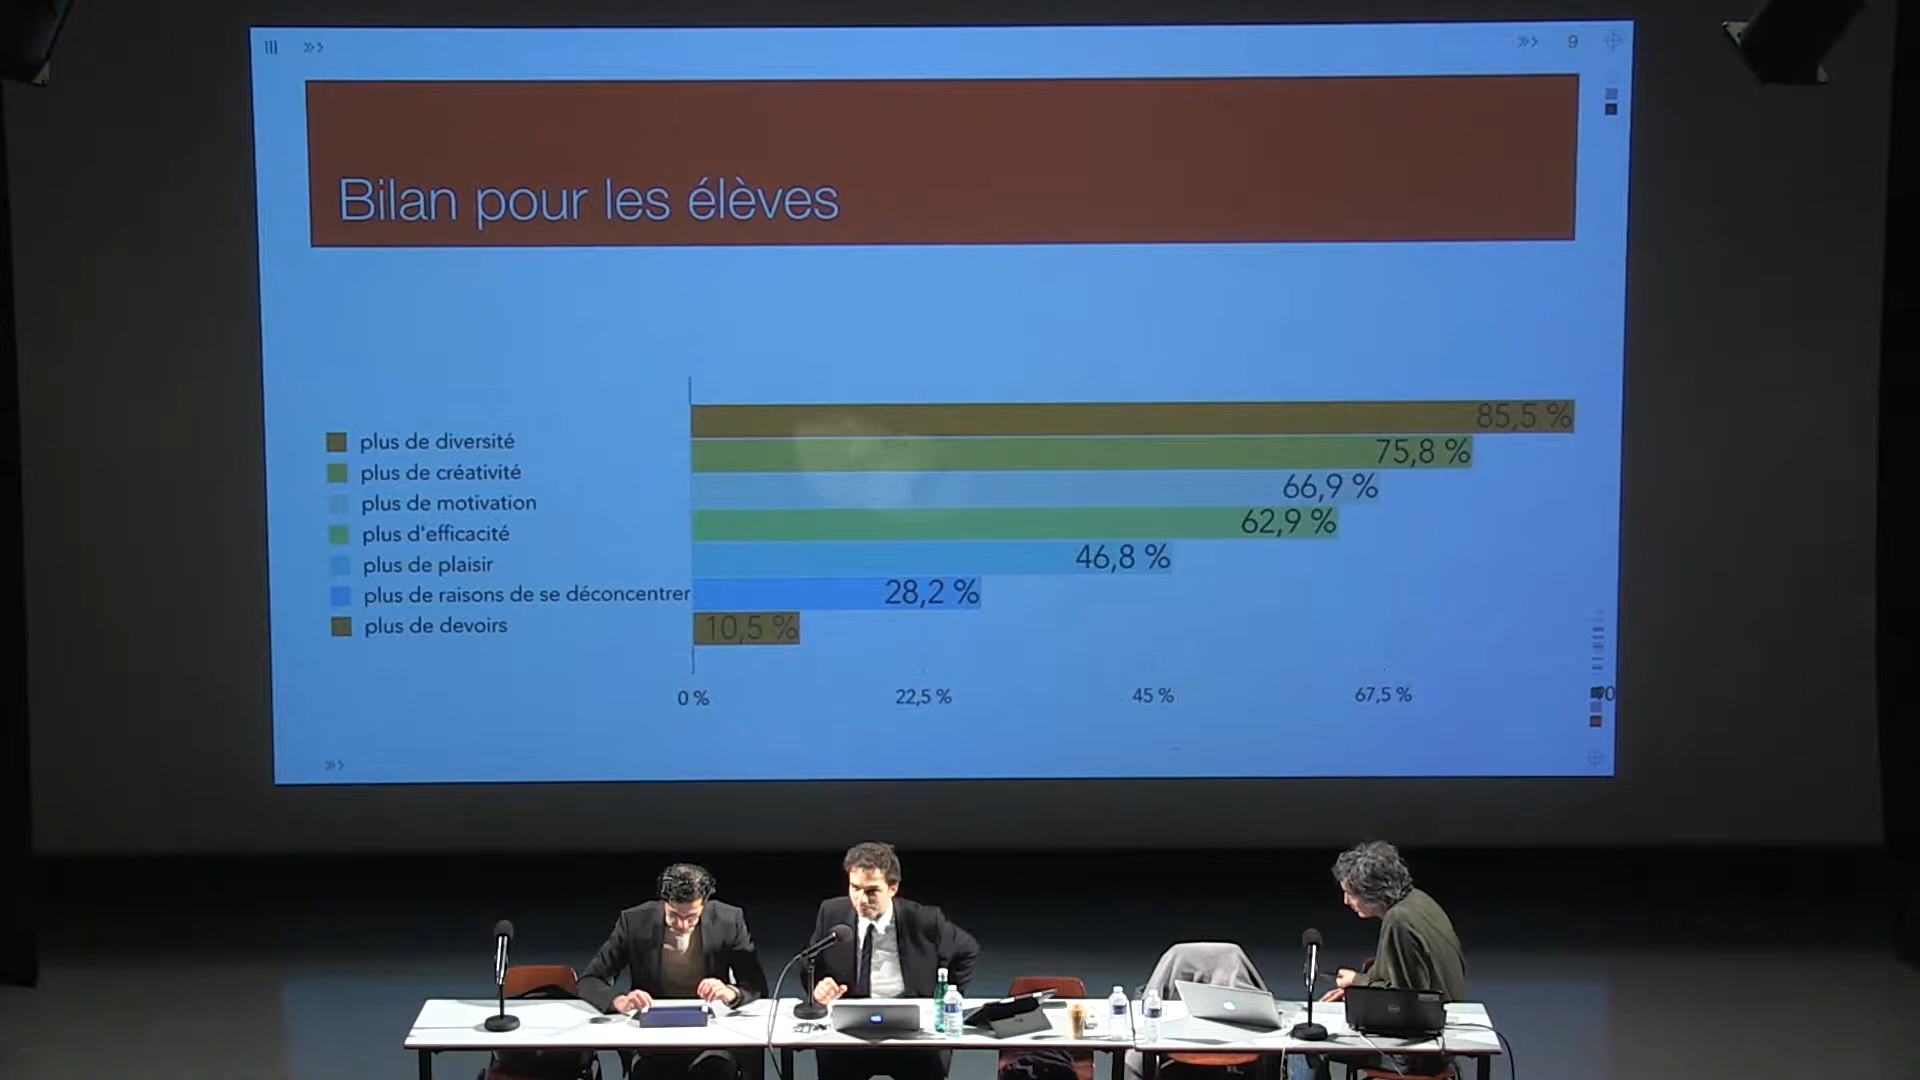 9
Bilan pour les élèves
plus de diversité
plus de créativité
plus de motivation
plus d'efficacité
plus de plaisir
plus de raisons de se déconcentrer
plus de devoirs
85,5 %
75,8 %
66,9 %
62,9 %
46,8 %
28,2 %
10,5 %
0 %
22,5 %
45 %
67,5 %